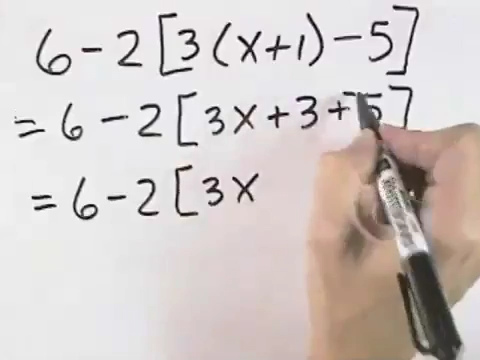 6 - 2 [3(x+1) - 5]
= 6 - 2 [3x + 3 + -5]
= 6 - 2 [3x